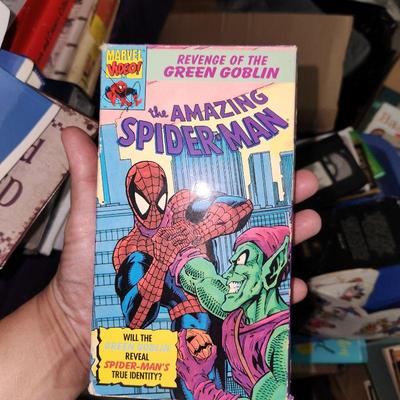 MARVEL
VIDEO!
REVENGE OF THE
GREEN GOBLIN
the AMAZING
SPIDER-MAN
WILL THE
GREEN GOBLIN
REVEAL
SPIDER-MAN'S
TRUE IDENTITY?